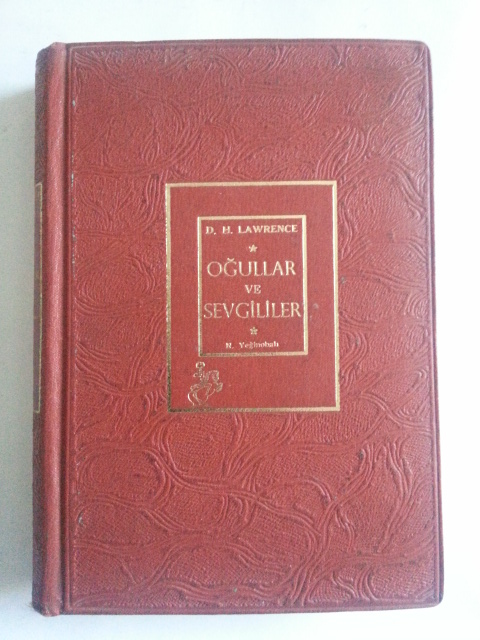 D. H. LAWRENCE
OĞULLAR
VE
SEVGİLİLER
N. Yeğinobalı